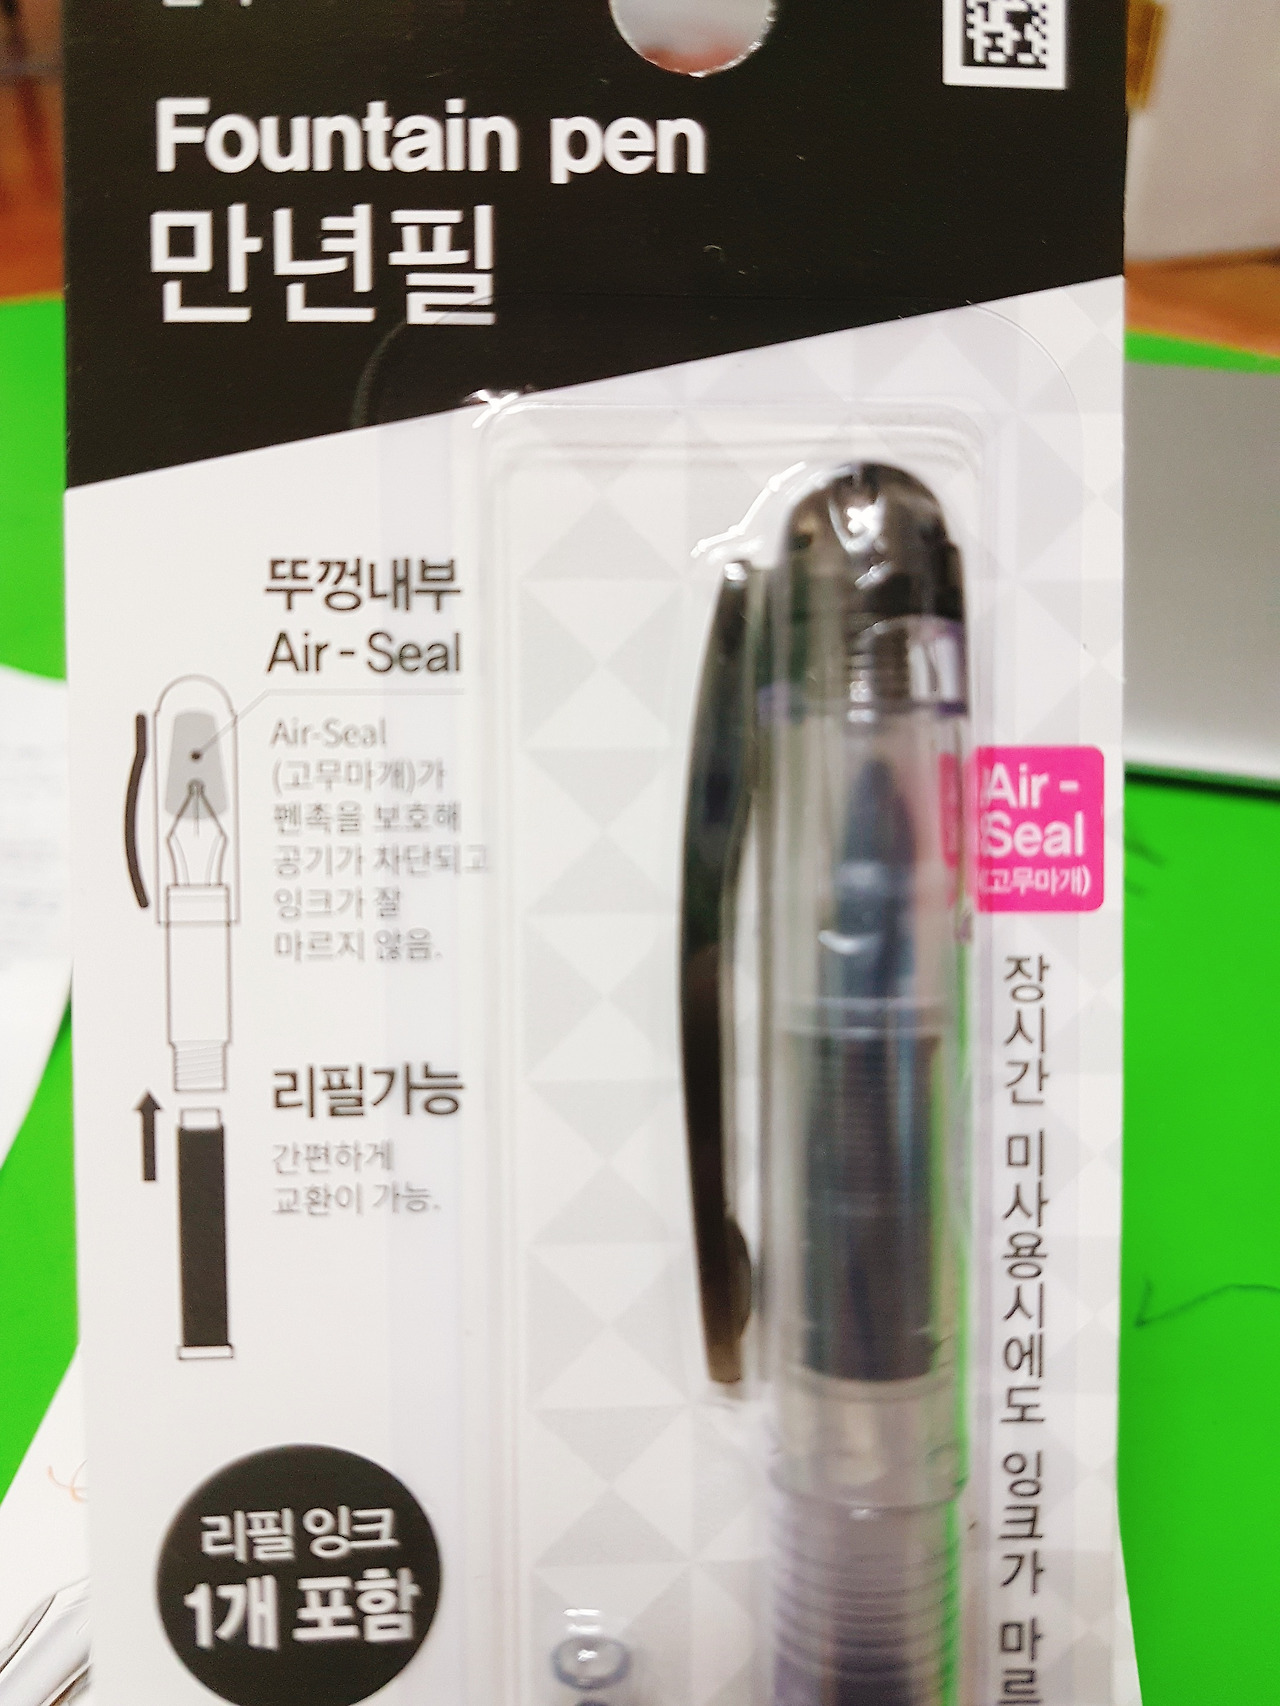 Fountain pen
만년필
뚜껑내부
Air - Seal
Air-Seal
(고무마개)가
펜촉을 보호해
공기가 차단되고
잉크가 잘
마르지 않음.
리필가능
간편하게
교환이 가능.
리필 잉크
1개 포함
Air -
Seal
(고무마개)
장시간 미사용시에도 잉크가